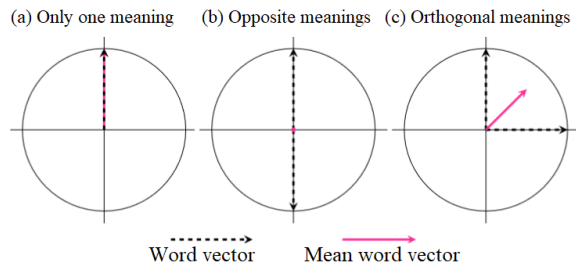 (a) Only one meaning (b) Opposite meanings (c) Orthogonal meanings
Word vector Mean word vector